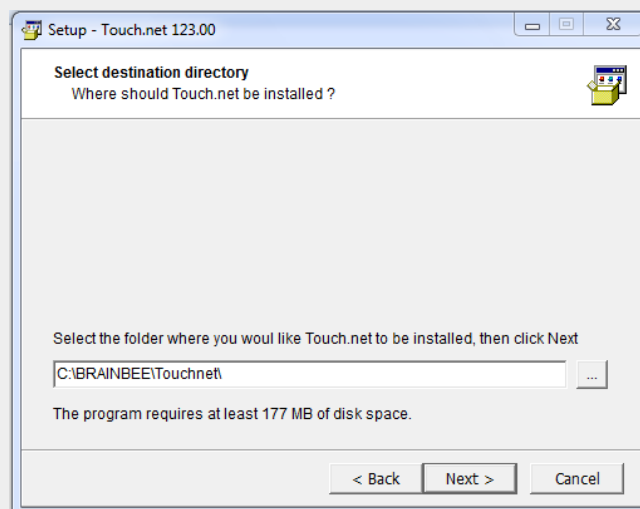 Setup - Touch.net 123.00
Select destination directory
Where should Touch.net be installed ?
Select the folder where you woul like Touch.net to be installed, then click Next
C:\BRAINBEE\Touchnet\
...
The program requires at least 177 MB of disk space.
< Back
Next >
Cancel